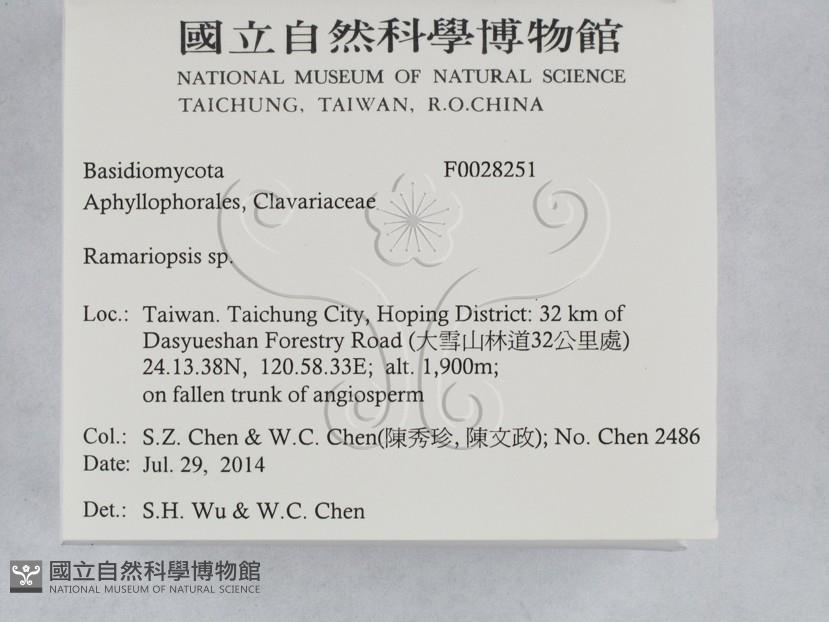 國立自然科學博物館
NATIONAL MUSEUM OF NATURAL SCIENCE
TAICHUNG, TAIWAN, R.O.CHINA
Basidiomycota F0028251
Aphyllophorales, Clavariaceae
Ramariopsis sp.
Loc.: Taiwan. Taichung City, Hoping District: 32 km of
Dasyueshan Forestry Road (大雪山林道32公里處)
24.13.38N, 120.58.33E; alt. 1,900m;
on fallen trunk of angiosperm
Col.: S.Z. Chen & W.C. Chen(陳秀珍, 陳文政); No. Chen 2486
Date: Jul. 29, 2014
Det.: S.H. Wu & W.C. Chen
國立自然科學博物館
NATIONAL MUSEUM OF NATURAL SCIENCE